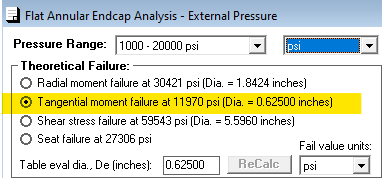 Flat Annular Endcap Analysis - External Pressure
Pressure Range: 1000 - 20000 psi psi
Theoretical Failure:
Radial moment failure at 30421 psi (Dia. = 1.8424 inches)
Tangential moment failure at 11970 psi (Dia. = 0.62500 inches)
Shear stress failure at 59543 psi (Dia. = 5.5960 inches)
Seat failure at 27306 psi
Fail value units:
Table eval dia., De (inches): 0.62500 ReCalc psi